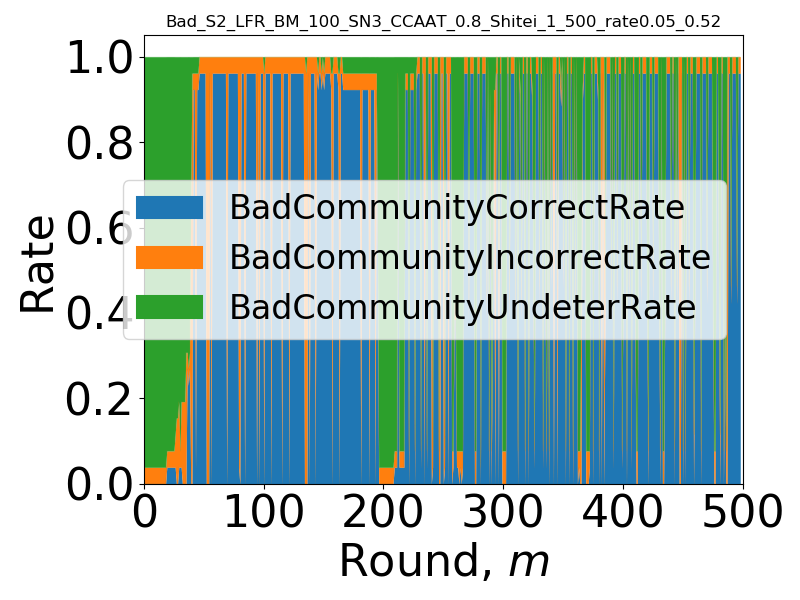 Bad_S2_LFR_BM_100_SN3_CCAAT_0.8_Shitei_1_500_rate0.05_0.52
1.0
0.8
0.6
0.4
0.2
0.0
Rate
BadCommunityCorrectRate
BadCommunityIncorrectRate
BadCommunityUndeterRate
0 100 200 300 400 500
Round, m